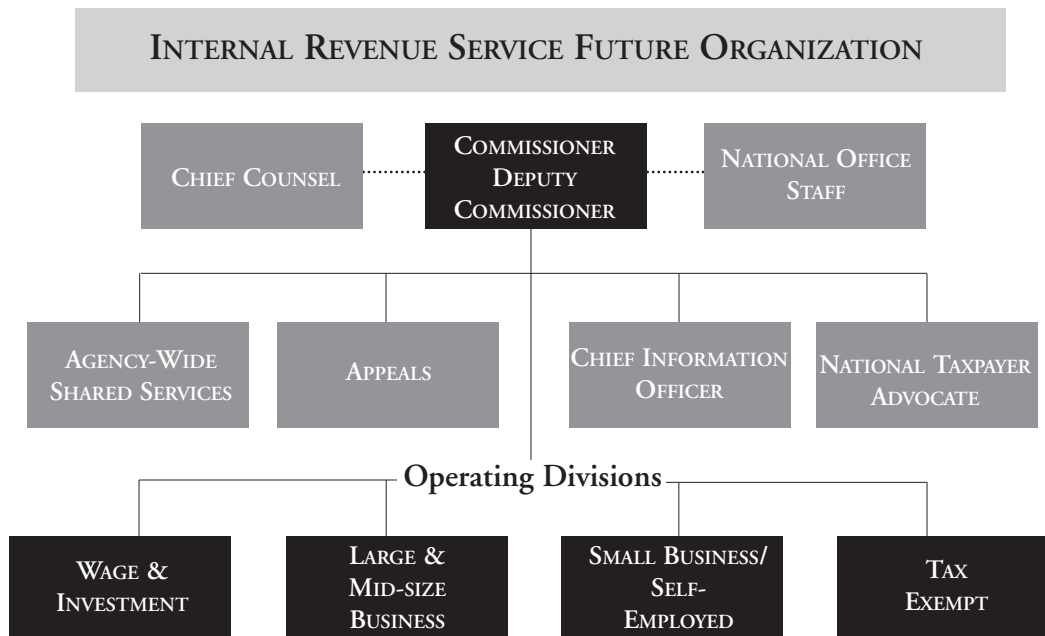 INTERNAL REVENUE SERVICE FUTURE ORGANIZATION
CHIEF COUNSEL
COMMISSIONER
DEPUTY
COMMISSIONER
NATIONAL OFFICE
STAFF
AGENCY-WIDE
SHARED SERVICES
APPEALS
CHIEF INFORMATION
OFFICER
NATIONAL TAXPAYER
ADVOCATE
Operating Divisions
WAGE &
INVESTMENT
LARGE &
MID-SIZE
BUSINESS
SMALL BUSINESS/
SELF-
EMPLOYED
TAX
EXEMPT